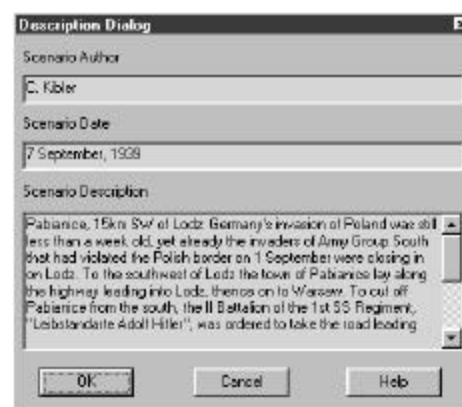 Description Dialog
Scenario Author
C. Kibler
Scenario Date
7 September, 1939
Scenario Description
Pabianice, 15km SW of Lodz. Germany's invasion of Poland was still
less than a week old, yet already the invaders of Army Group South
that had violated the Polish border on 1 September were closing in
on Lodz. To the southwest of Lodz the town of Pabianice lay along
the highway leading into Lodz, thence on to Warsaw. To cut off
Pabianice from the south, the II Battalion of the 1st SS Regiment,
"Leibstandarte Adolf Hitler", was ordered to take the road leading
OK
Cancel
Help